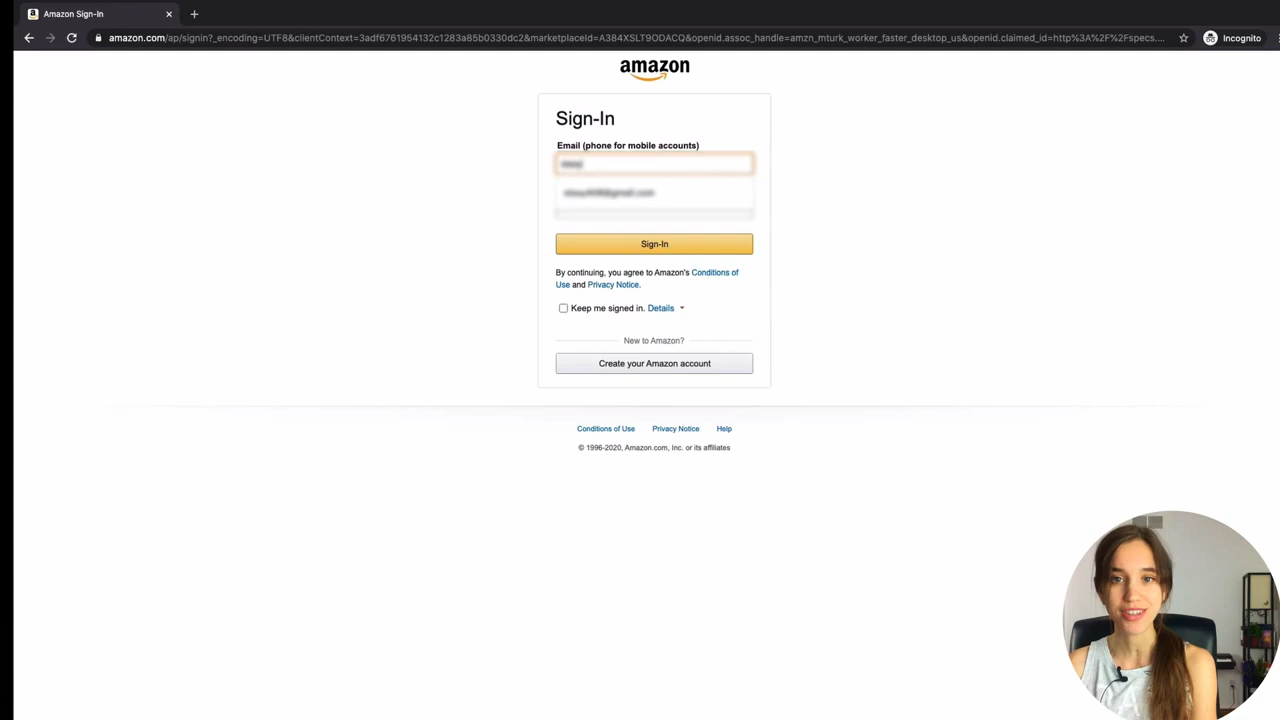 Amazon Sign-In
amazon.com/ap/signin?_encoding=UTF8&clientContext=3adf6761954132c1283a85b0330dc2&marketplaceId=A384XSLT9ODACQ&openid.assoc_handle=amzn_mturk_worker_faster_desktop_us&openid.claimed_id=http%3A%2F%2Fspecs....
Incognito
amazon
Sign-In
Email (phone for mobile accounts)
Sign-In
By continuing, you agree to Amazon's Conditions of
Use and Privacy Notice.
Keep me signed in. Details
New to Amazon?
Create your Amazon account
Conditions of Use Privacy Notice Help
© 1996-2020, Amazon.com, Inc. or its affiliates